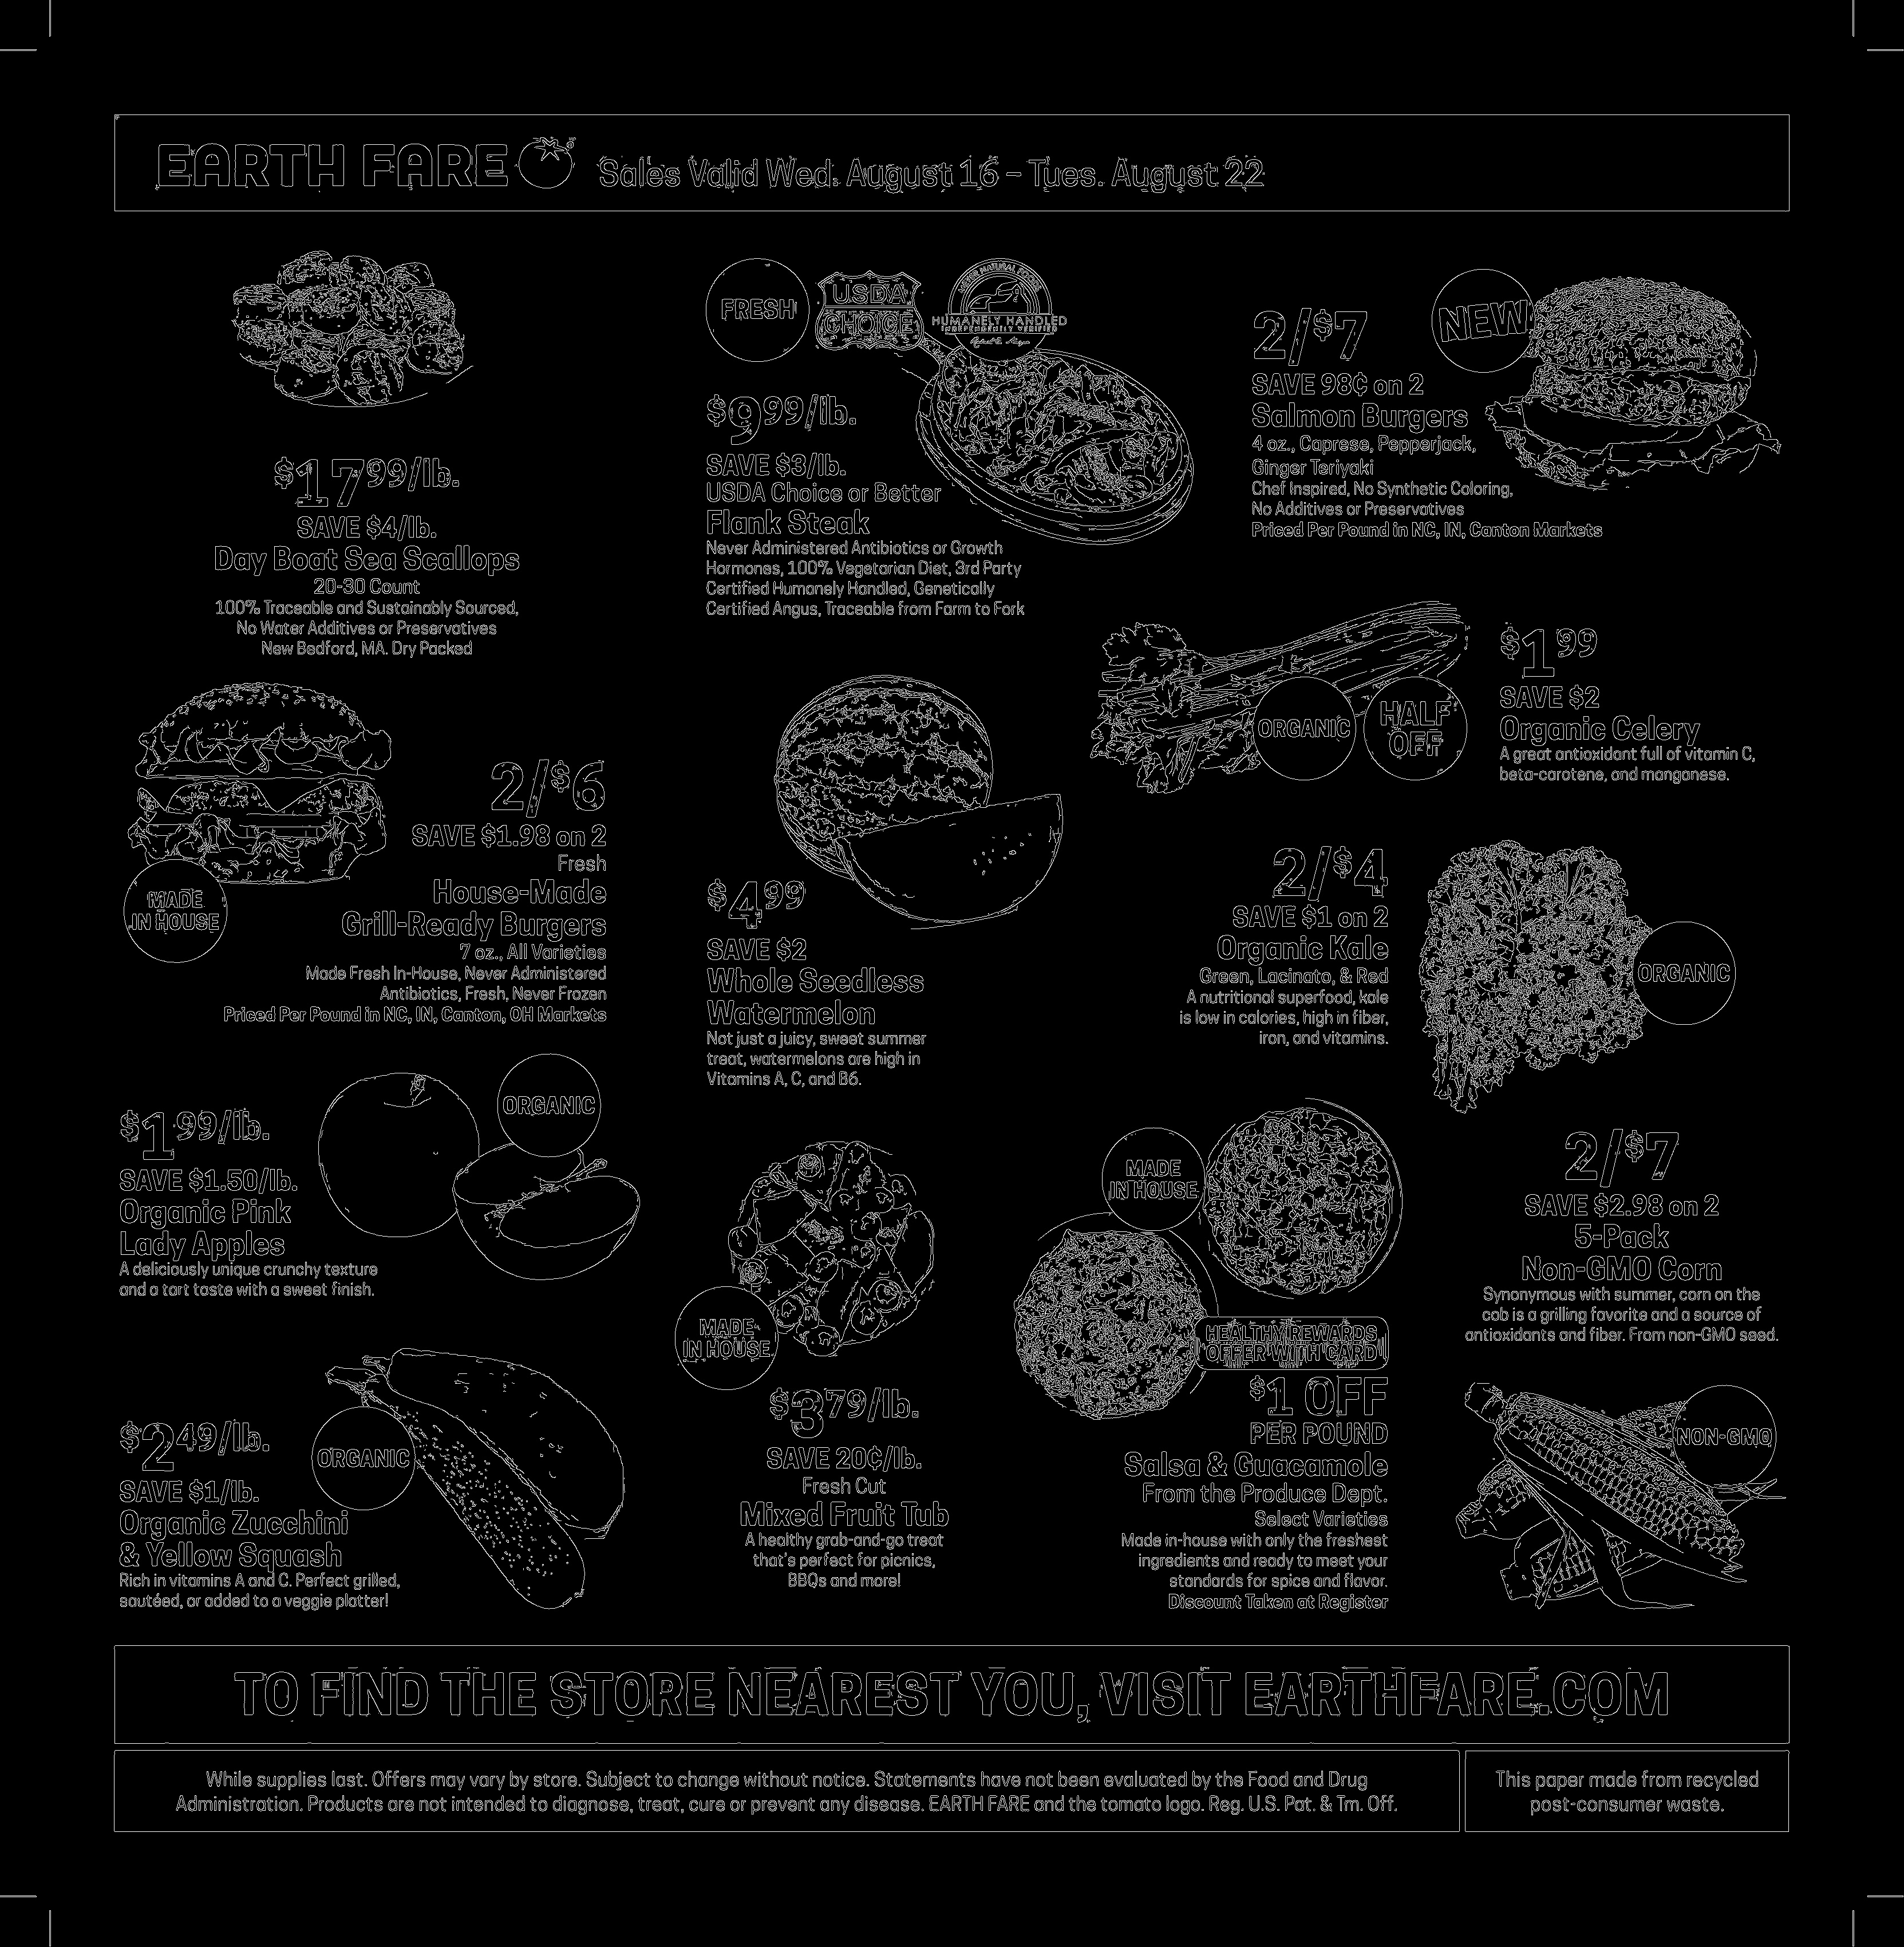 EARTH FARE
Sales Valid Wed. August 16 – Tues. August 22
$17 99/lb.
SAVE $4/lb.
Day Boat Sea Scallops
20-30 Count
100% Traceable and Sustainably Sourced,
No Water Additives or Preservatives
New Bedford, MA. Dry Packed
FRESH
USDA
CHOICE
HUMANELY HANDLED
INDEPENDENTLY VERIFIED
$9 99/lb.
SAVE $3/lb.
USDA Choice or Better
Flank Steak
Never Administered Antibiotics or Growth
Hormones, 100% Vegetarian Diet, 3rd Party
Certified Humanely Handled, Genetically
Certified Angus, Traceable from Farm to Fork
NEW
2/$7
SAVE 98¢ on 2
Salmon Burgers
4 oz., Caprese, Pepperjack,
Ginger Teriyaki
Chef Inspired, No Synthetic Coloring,
No Additives or Preservatives
Priced Per Pound in NC, IN, Canton Markets
ORGANIC
HALF
OFF
$1 99
SAVE $2
Organic Celery
A great antioxidant full of vitamin C,
beta-carotene, and manganese.
MADE
IN HOUSE
2/$6
SAVE $1.98 on 2
Fresh
House-Made
Grill-Ready Burgers
7 oz., All Varieties
Made Fresh In-House, Never Administered
Antibiotics, Fresh, Never Frozen
Priced Per Pound in NC, IN, Canton, OH Markets
$4 99
SAVE $2
Whole Seedless
Watermelon
Not just a juicy, sweet summer
treat, watermelons are high in
Vitamins A, C, and B6.
2/$4
SAVE $1 on 2
Organic Kale
Green, Lacinato, & Red
A nutritional superfood, kale
is low in calories, high in fiber,
iron, and vitamins.
ORGANIC
ORGANIC
$1 99/lb.
SAVE $1.50/lb.
Organic Pink
Lady Apples
A deliciously unique crunchy texture
and a tart taste with a sweet finish.
MADE
IN HOUSE
$3 79/lb.
SAVE 20¢/lb.
Fresh Cut
Mixed Fruit Tub
A healthy grab-and-go treat
that's perfect for picnics,
BBQs and more!
MADE
IN HOUSE
HEALTHY REWARDS
OFFER WITH CARD
$1 OFF
PER POUND
Salsa & Guacamole
From the Produce Dept.
Select Varieties
Made in-house with only the freshest
ingredients and ready to meet your
standards for spice and flavor.
Discount Taken at Register
2/$7
SAVE $2.98 on 2
5-Pack
Non-GMO Corn
Synonymous with summer, corn on the
cob is a grilling favorite and a source of
antioxidants and fiber. From non-GMO seed.
NON-GMO
ORGANIC
$2 49/lb.
SAVE $1/lb.
Organic Zucchini
& Yellow Squash
Rich in vitamins A and C. Perfect grilled,
sautéed, or added to a veggie platter!
TO FIND THE STORE NEAREST YOU, VISIT EARTHFARE.COM
While supplies last. Offers may vary by store. Subject to change without notice. Statements have not been evaluated by the Food and Drug
Administration. Products are not intended to diagnose, treat, cure or prevent any disease. EARTH FARE and the tomato logo. Reg. U.S. Pat. & Tm. Off.
This paper made from recycled
post-consumer waste.